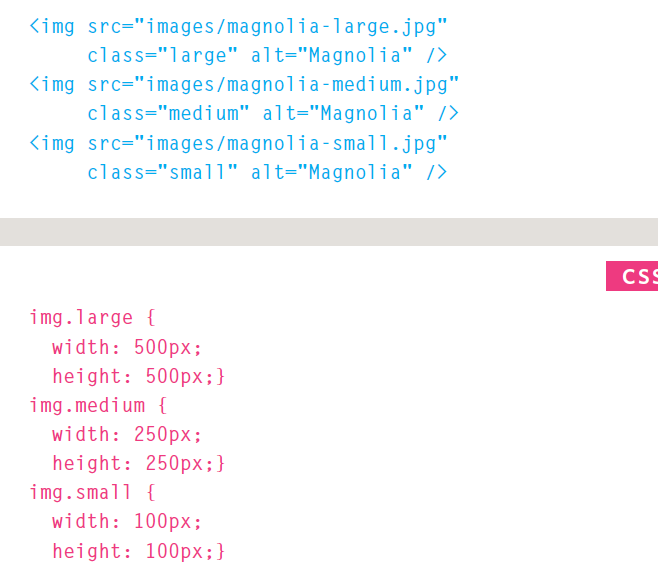 <img src="images/magnolia-large.jpg"
     class="large" alt="Magnolia" />
<img src="images/magnolia-medium.jpg"
     class="medium" alt="Magnolia" />
<img src="images/magnolia-small.jpg"
     class="small" alt="Magnolia" />
CSS
img.large {
  width: 500px;
  height: 500px;}
img.medium {
  width: 250px;
  height: 250px;}
img.small {
  width: 100px;
  height: 100px;}